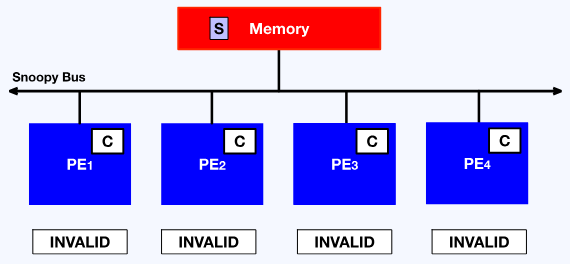 S Memory
Snoopy Bus
C C C C
PE1 PE2 PE3 PE4
INVALID INVALID INVALID INVALID